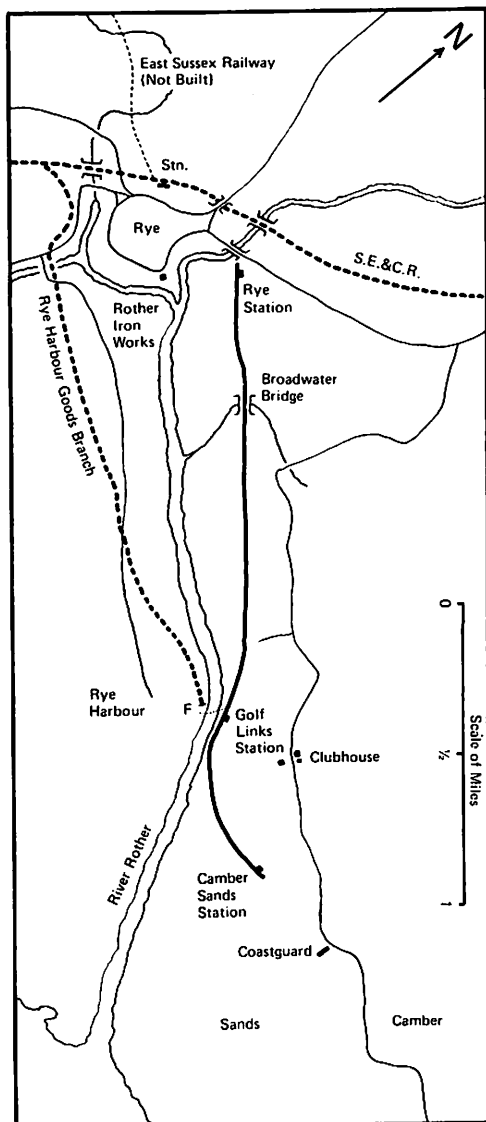 N
East Sussex Railway
(Not Built)
Stn.
Rye
S.E.&C.R.
Rother
Iron
Works
Rye
Station
Rye Harbour Goods Branch
Broadwater
Bridge
0
Rye
Harbour
F
Golf
Links
Station
Clubhouse
½
Scale of Miles
River Rother
Camber
Sands
Station
1
Coastguard
Sands
Camber